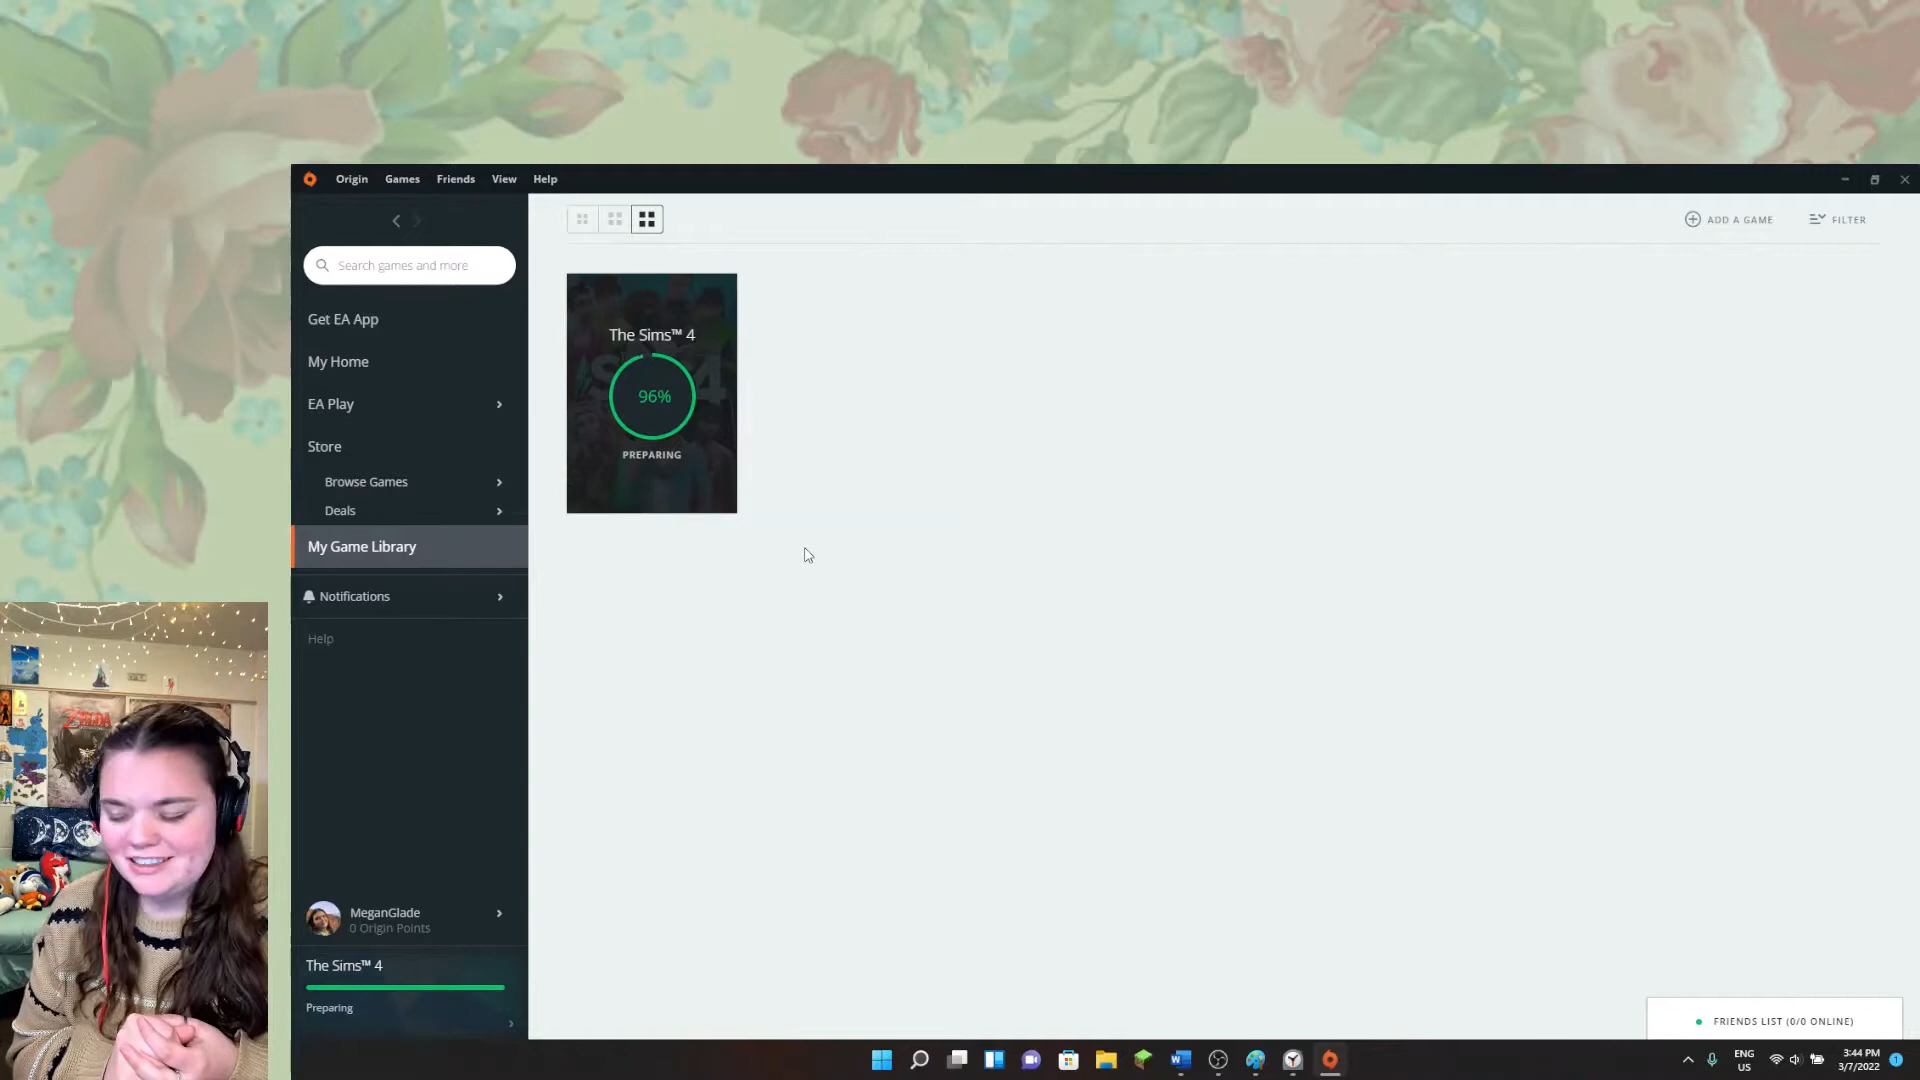 Origin Games Friends View Help
Search games and more
ADD A GAME FILTER
Get EA App
My Home
EA Play
Store
Browse Games
Deals
My Game Library
Notifications
Help
The Sims™ 4
96%
PREPARING
MeganGlade
0 Origin Points
The Sims™ 4
Preparing
FRIENDS LIST (0/0 ONLINE)
ZELDA
W
ENG
US
3:44 PM
3/7/2022
1